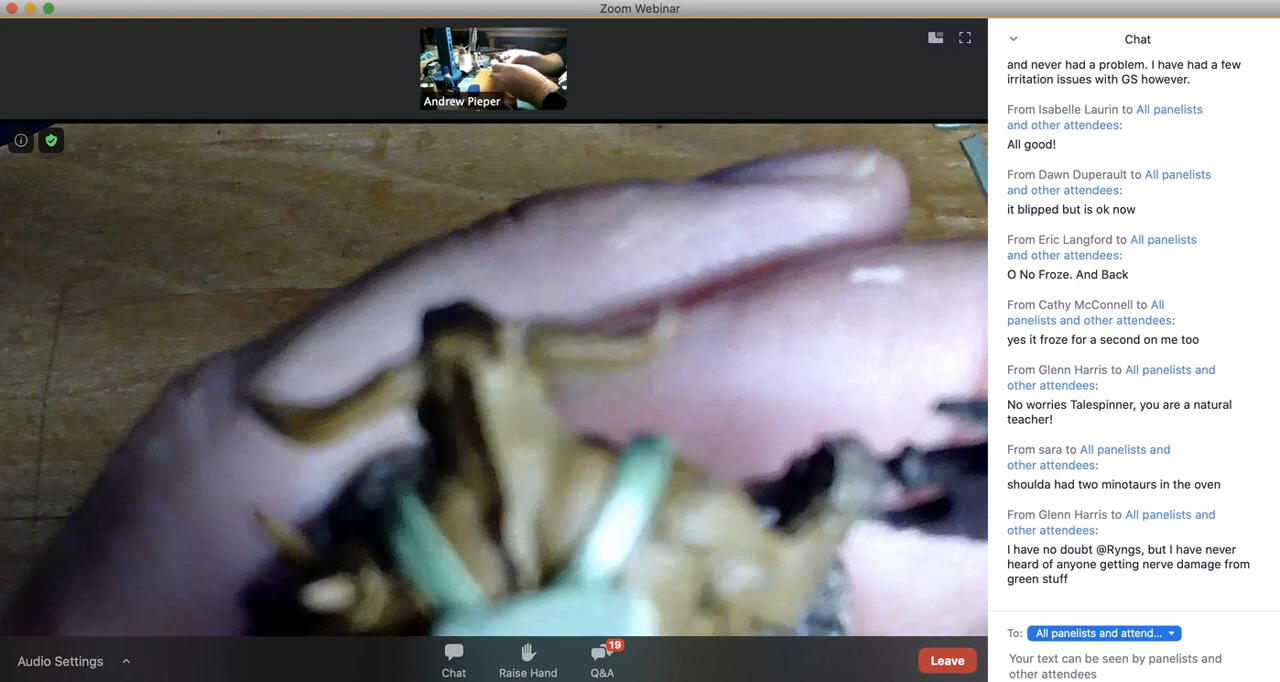 Zoom Webinar
Andrew Pieper
Chat
and never had a problem. I have had a few
irritation issues with GS however.
From Isabelle Laurin to All panelists
and other attendees:
All good!
From Dawn Duperault to All panelists
and other attendees:
it blipped but is ok now
From Eric Langford to All panelists
and other attendees:
O No Froze. And Back
From Cathy McConnell to All
panelists and other attendees:
yes it froze for a second on me too
From Glenn Harris to All panelists and
other attendees:
No worries Talespinner, you are a natural
teacher!
From sara to All panelists and
other attendees:
shoulda had two minotaurs in the oven
From Glenn Harris to All panelists and
other attendees:
I have no doubt @Ryngs, but I have never
heard of anyone getting nerve damage from
green stuff
To: All panelists and attend...
Your text can be seen by panelists and
other attendees
Audio Settings
Chat
Raise Hand
19
Q&A
Leave